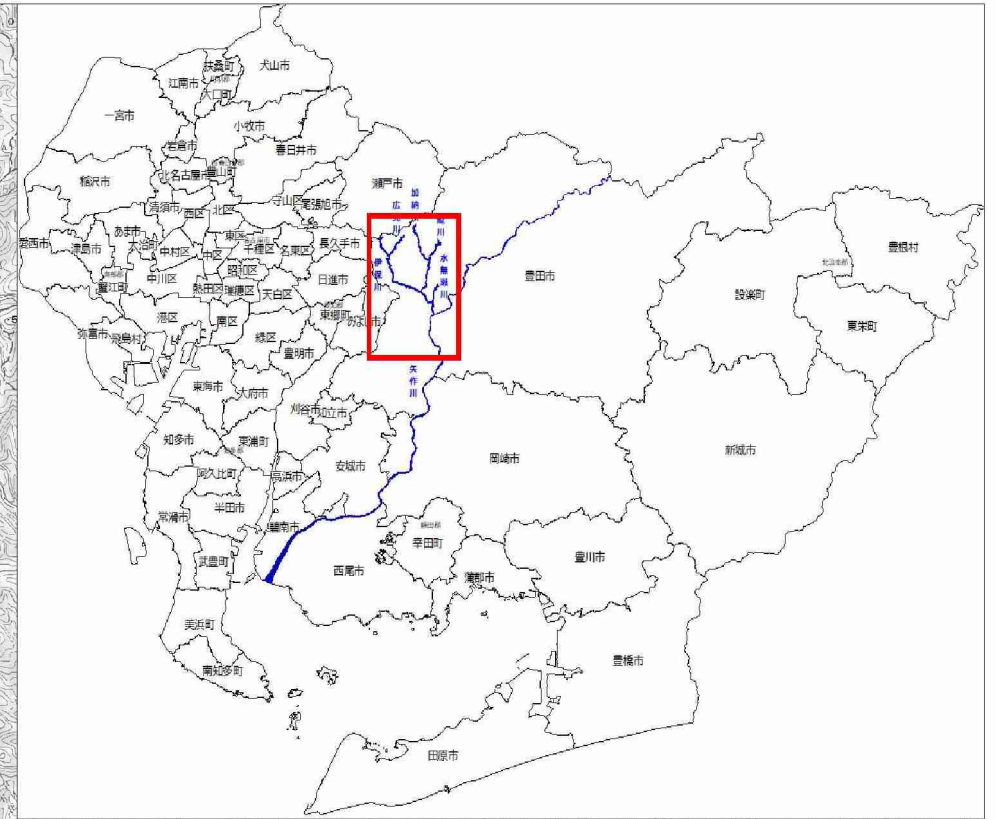 犬山市
扶桑町
江南市
大口町
一宮市
小牧市
岩倉市
春日井市
稲沢市
北名古屋市
豊山町
瀬戸市
清須市
西区
北区
守山区
尾張旭市
加納
広見川
愛西市
津島市
あま市
大治町
中村区
中区
東区
千種区
名東区
長久手市
豊根村
蟹江町
中川区
昭和区
熱田区
瑞穂区
天白区
日進市
伊保川
水無瀬川
豊田市
設楽町
東栄町
弥富市
飛島村
港区
南区
緑区
東郷町
みよし市
豊明市
東海市
大府市
矢作川
刈谷市
知立市
知多市
東浦町
安城市
岡崎市
新城市
阿久比町
高浜市
常滑市
半田市
碧南市
武豊町
西尾市
幸田町
蒲郡市
豊川市
美浜町
南知多町
豊橋市
田原市